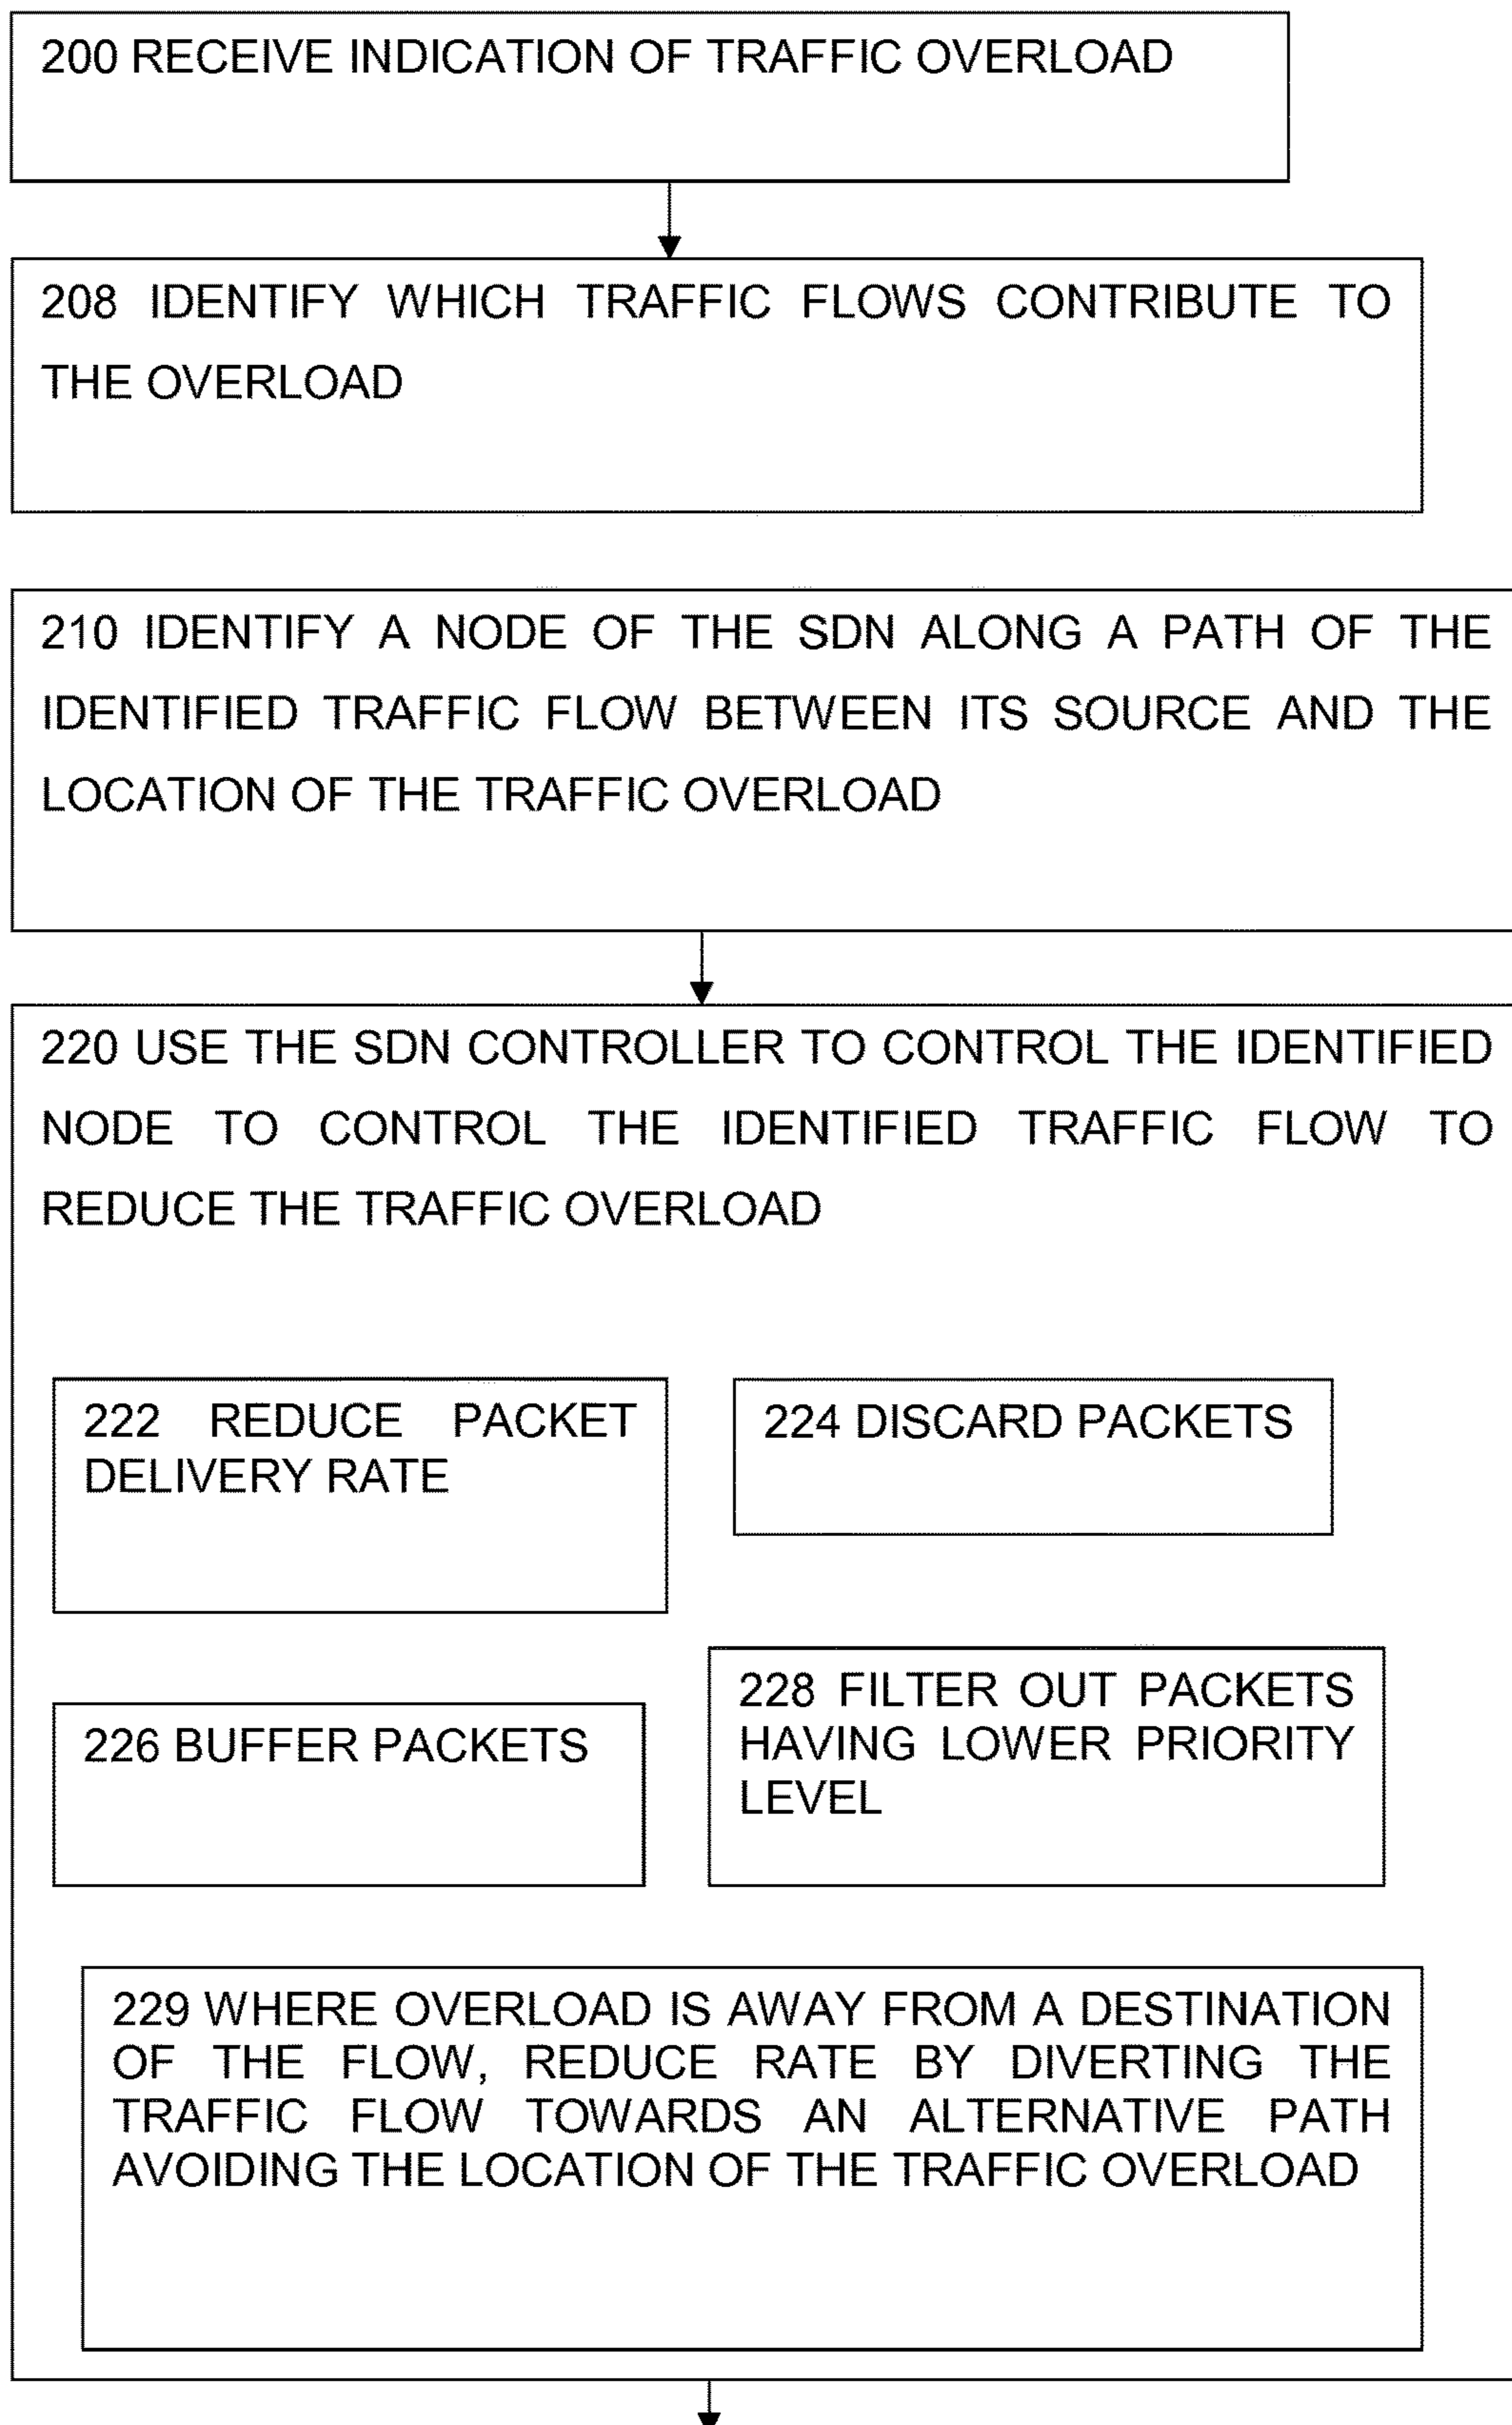 200 RECEIVE INDICATION OF TRAFFIC OVERLOAD
208 IDENTIFY WHICH TRAFFIC FLOWS CONTRIBUTE TO
THE OVERLOAD
210 IDENTIFY A NODE OF THE SDN ALONG A PATH OF THE
IDENTIFIED TRAFFIC FLOW BETWEEN ITS SOURCE AND THE
LOCATION OF THE TRAFFIC OVERLOAD
220 USE THE SDN CONTROLLER TO CONTROL THE IDENTIFIED
NODE TO CONTROL THE IDENTIFIED TRAFFIC FLOW TO
REDUCE THE TRAFFIC OVERLOAD
222 REDUCE PACKET
DELIVERY RATE
224 DISCARD PACKETS
226 BUFFER PACKETS
228 FILTER OUT PACKETS
HAVING LOWER PRIORITY
LEVEL
229 WHERE OVERLOAD IS AWAY FROM A DESTINATION
OF THE FLOW, REDUCE RATE BY DIVERTING THE
TRAFFIC FLOW TOWARDS AN ALTERNATIVE PATH
AVOIDING THE LOCATION OF THE TRAFFIC OVERLOAD